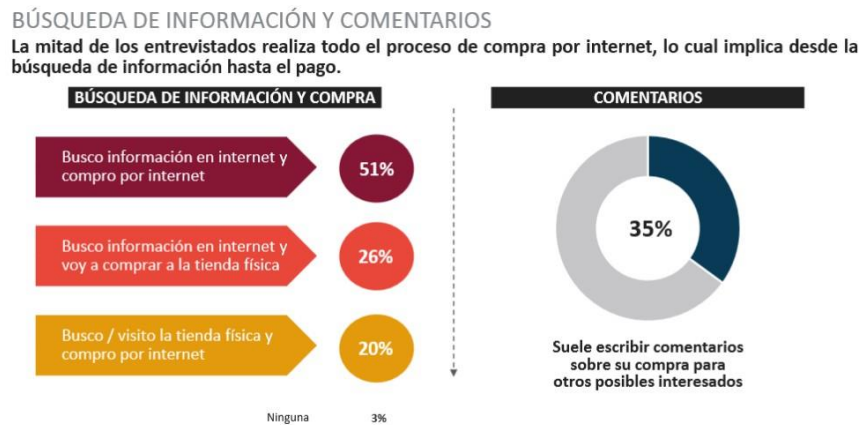 BÚSQUEDA DE INFORMACIÓN Y COMENTARIOS
La mitad de los entrevistados realiza todo el proceso de compra por internet, lo cual implica desde la
búsqueda de información hasta el pago.
BÚSQUEDA DE INFORMACIÓN Y COMPRA
Busco información en internet y
compro por internet
51%
Busco información en internet y
voy a comprar a la tienda física
26%
Busco / visito la tienda física y
compro por internet
20%
Ninguna 3%
COMENTARIOS
35%
Suele escribir comentarios
sobre su compra para
otros posibles interesados